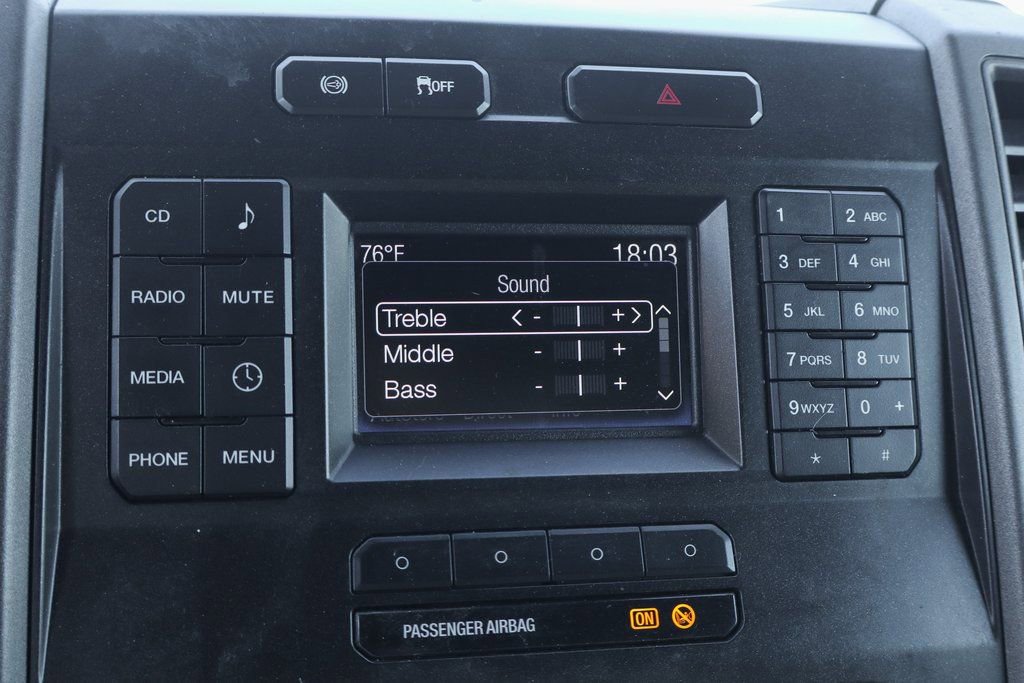 OFF
CD
RADIO MUTE
MEDIA
PHONE MENU
76°F 18:03
Sound
Treble < - + >
Middle - +
Bass - +
1 2 ABC
3 DEF 4 GHI
5 JKL 6 MNO
7 PQRS 8 TUV
9 WXYZ 0 +
* #
PASSENGER AIRBAG ON